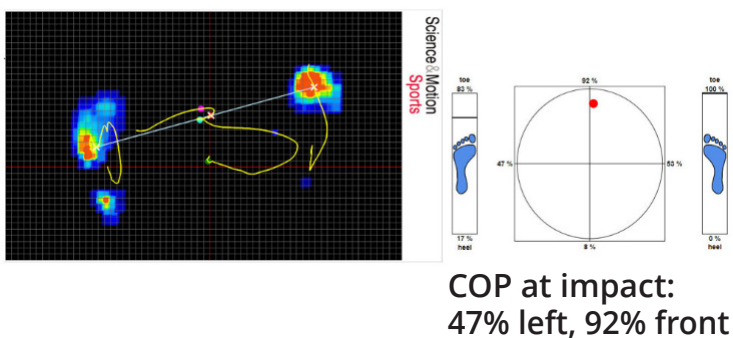 Science & Motion
Sports
toe
83 %
17 %
heel
92 %
47 %
53 %
8 %
toe
100 %
0 %
heel
COP at impact:
47% left, 92% front